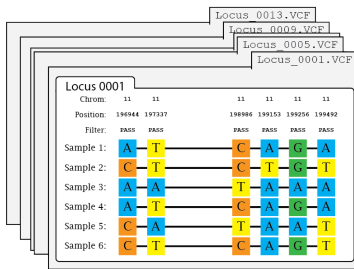 Locus_0013.VCF
Locus_0009.VCF
Locus_0005.VCF
Locus_0001.VCF
Locus 0001
Chrom: 11 11 11 11 11 11
Position: 196944 197337 198986 199153 199256 199492
Filter: PASS PASS PASS PASS PASS PASS
Sample 1: A T C A G A
Sample 2: C T C T G T
Sample 3: A A T A A A
Sample 4: A T C A G A
Sample 5: C A T A A T
Sample 6: C T C A G T